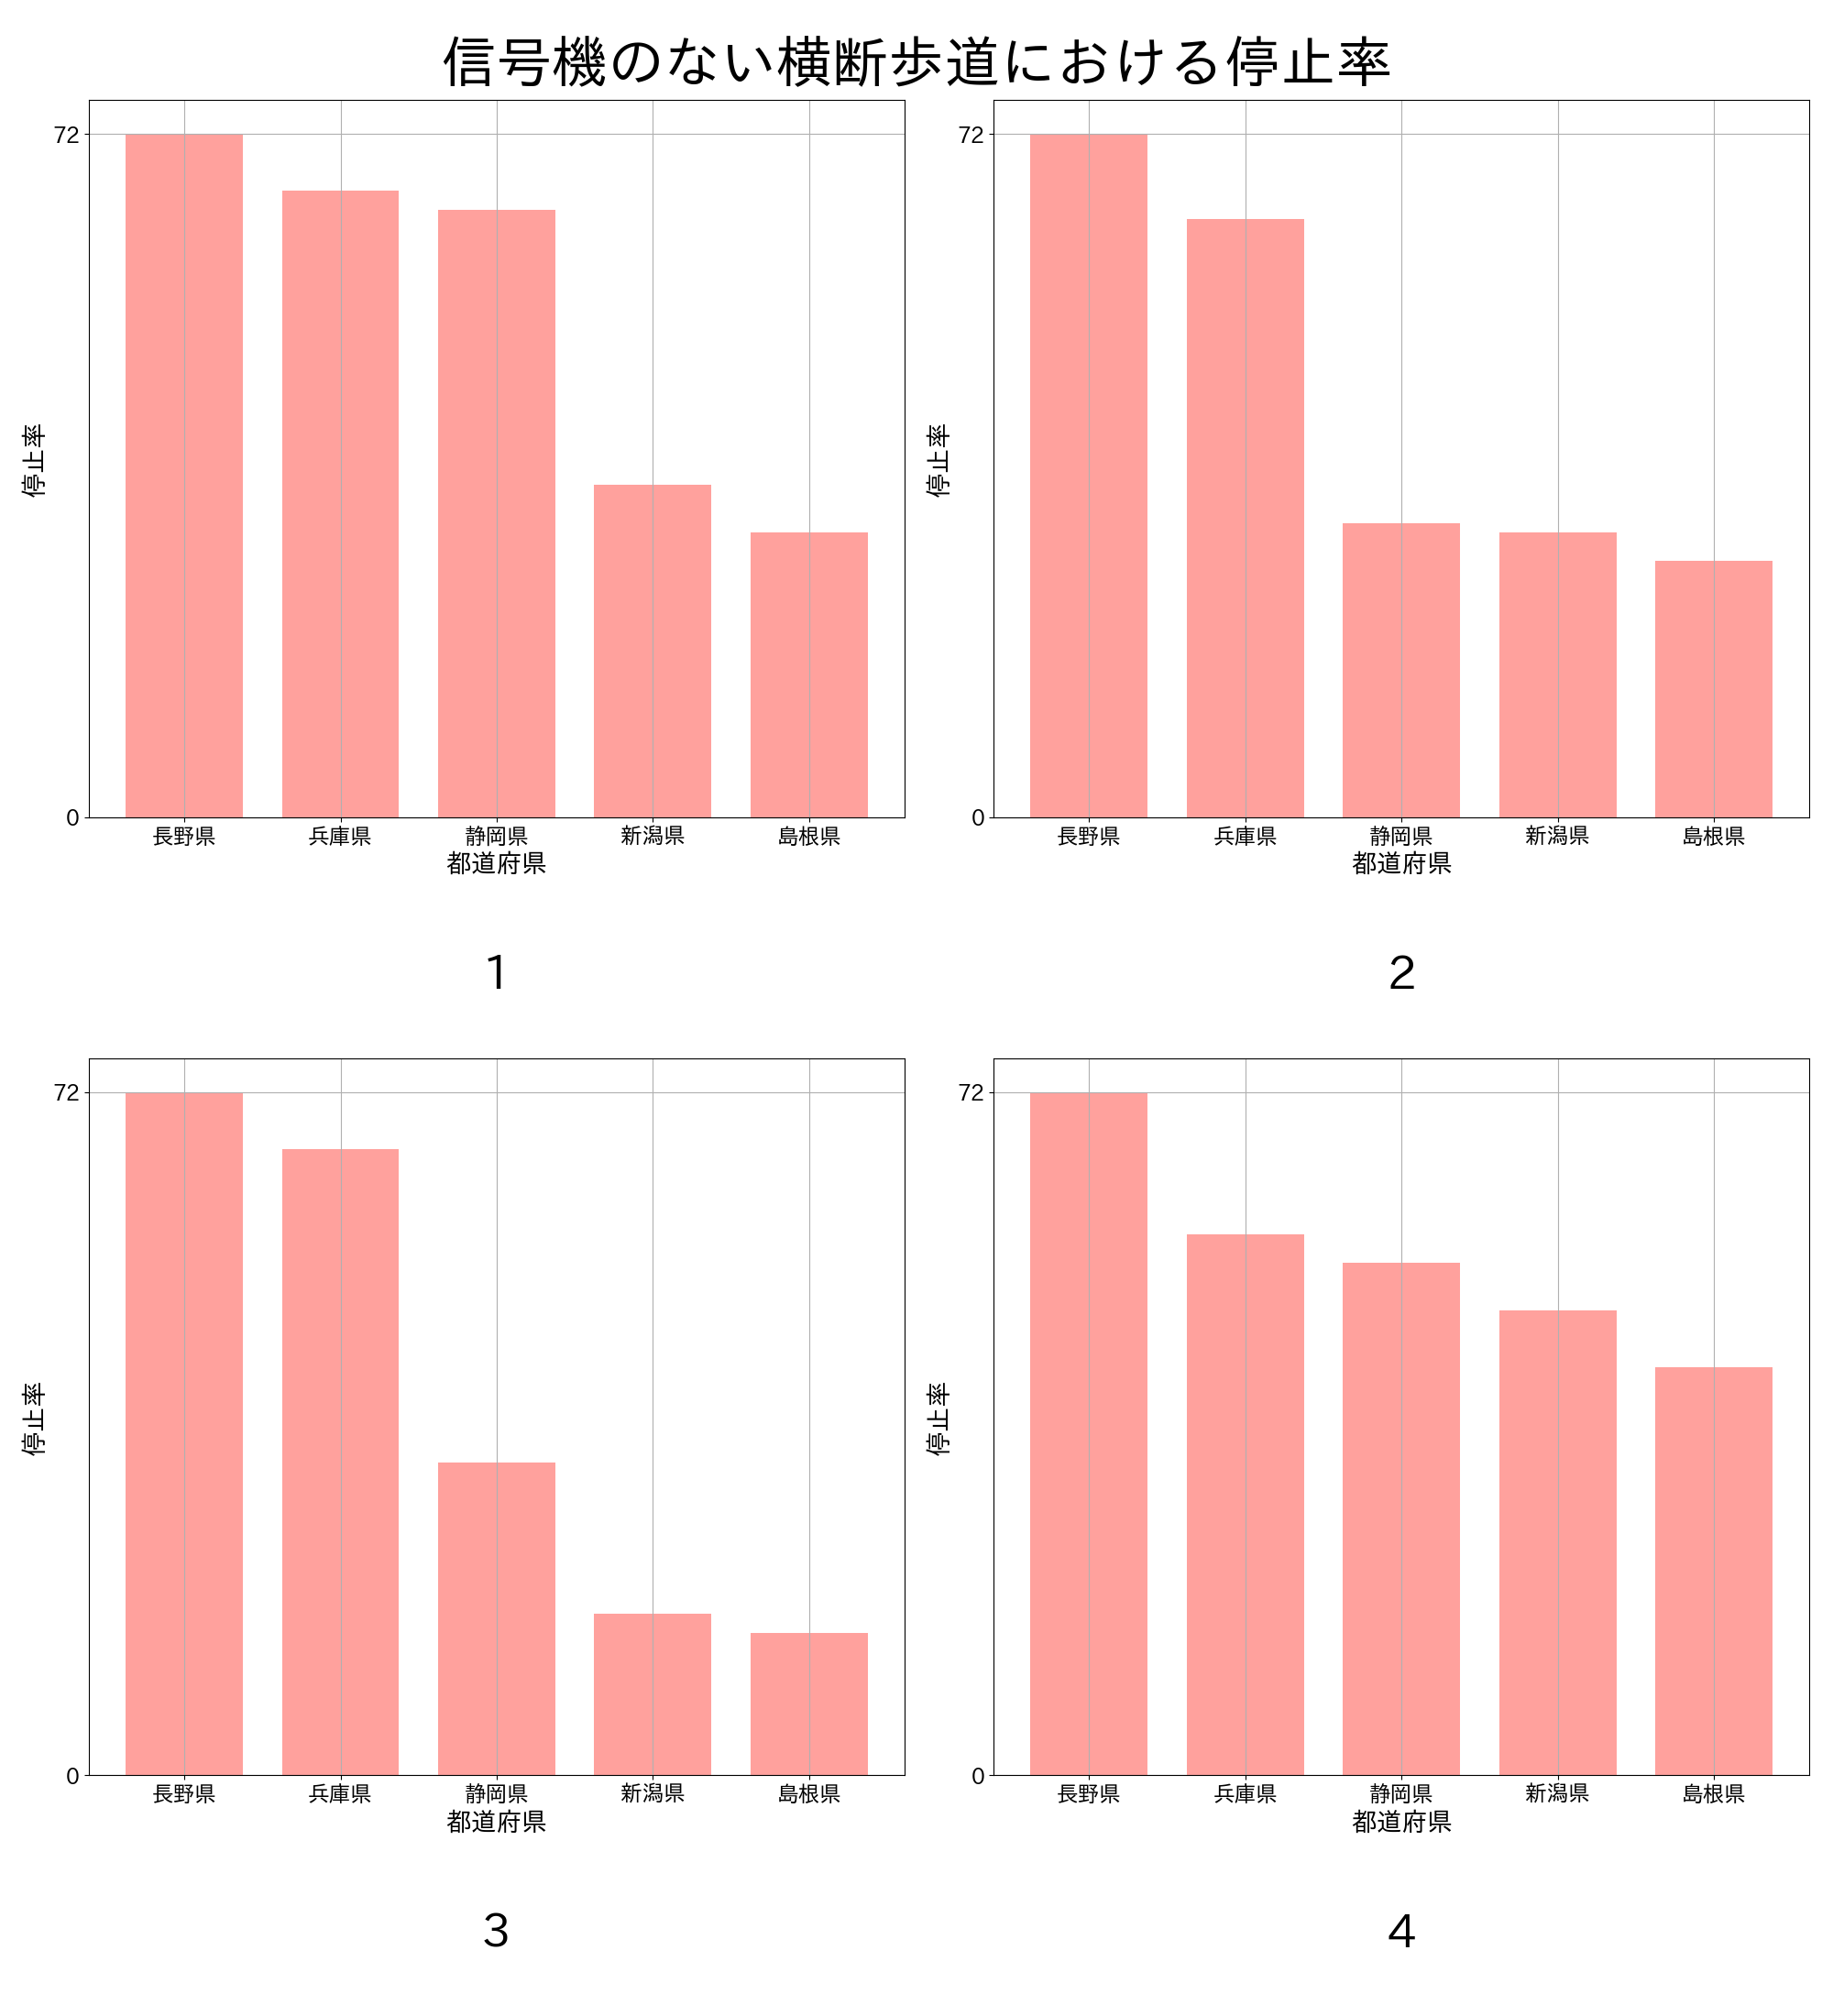 信号機のない横断歩道における停止率
72
0
停止率
長野県 兵庫県 静岡県 新潟県 島根県
都道府県
1
72
0
停止率
長野県 兵庫県 静岡県 新潟県 島根県
都道府県
2
72
0
停止率
長野県 兵庫県 静岡県 新潟県 島根県
都道府県
3
72
0
停止率
長野県 兵庫県 静岡県 新潟県 島根県
都道府県
4